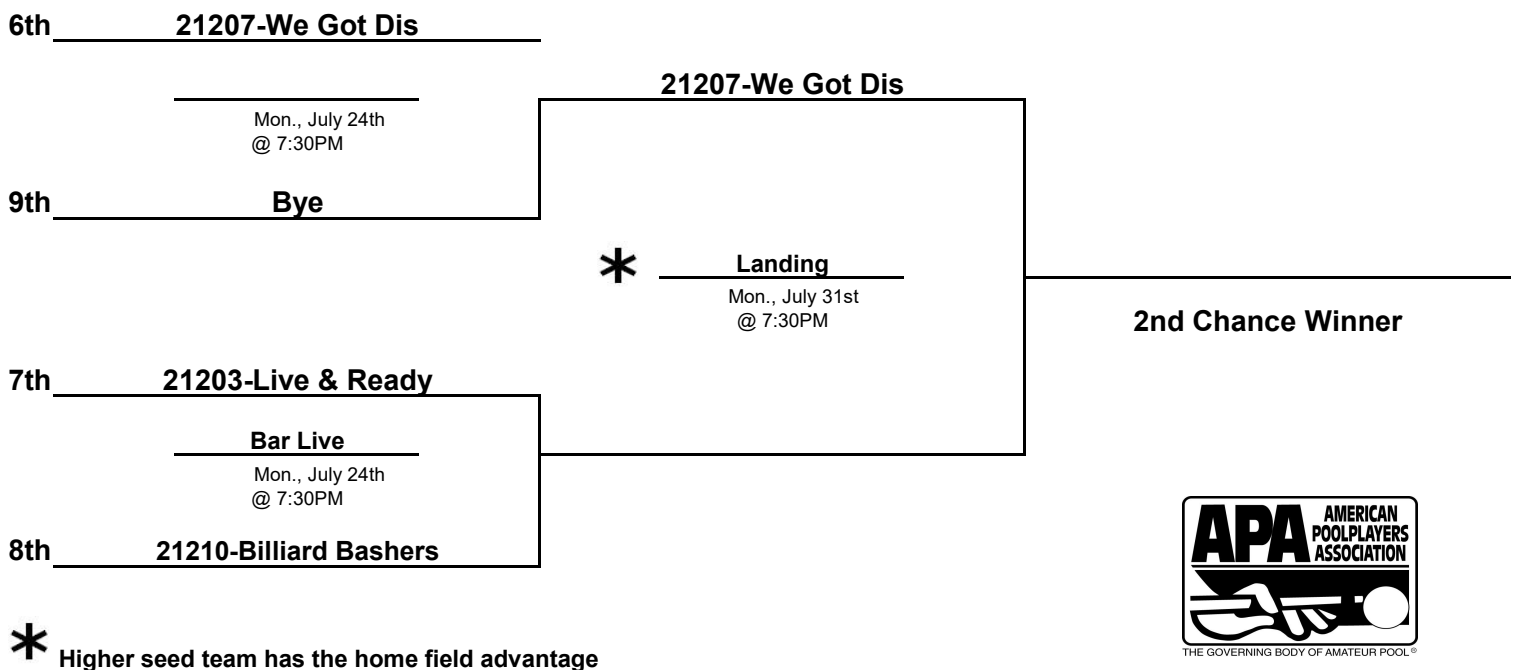 6th 21207-We Got Dis
21207-We Got Dis
Mon., July 24th
@ 7:30PM
9th Bye
* Landing
Mon., July 31st
@ 7:30PM
2nd Chance Winner
7th 21203-Live & Ready
Bar Live
Mon., July 24th
@ 7:30PM
8th 21210-Billiard Bashers
* Higher seed team has the home field advantage
APA AMERICAN
POOLPLAYERS
ASSOCIATION
THE GOVERNING BODY OF AMATEUR POOL®